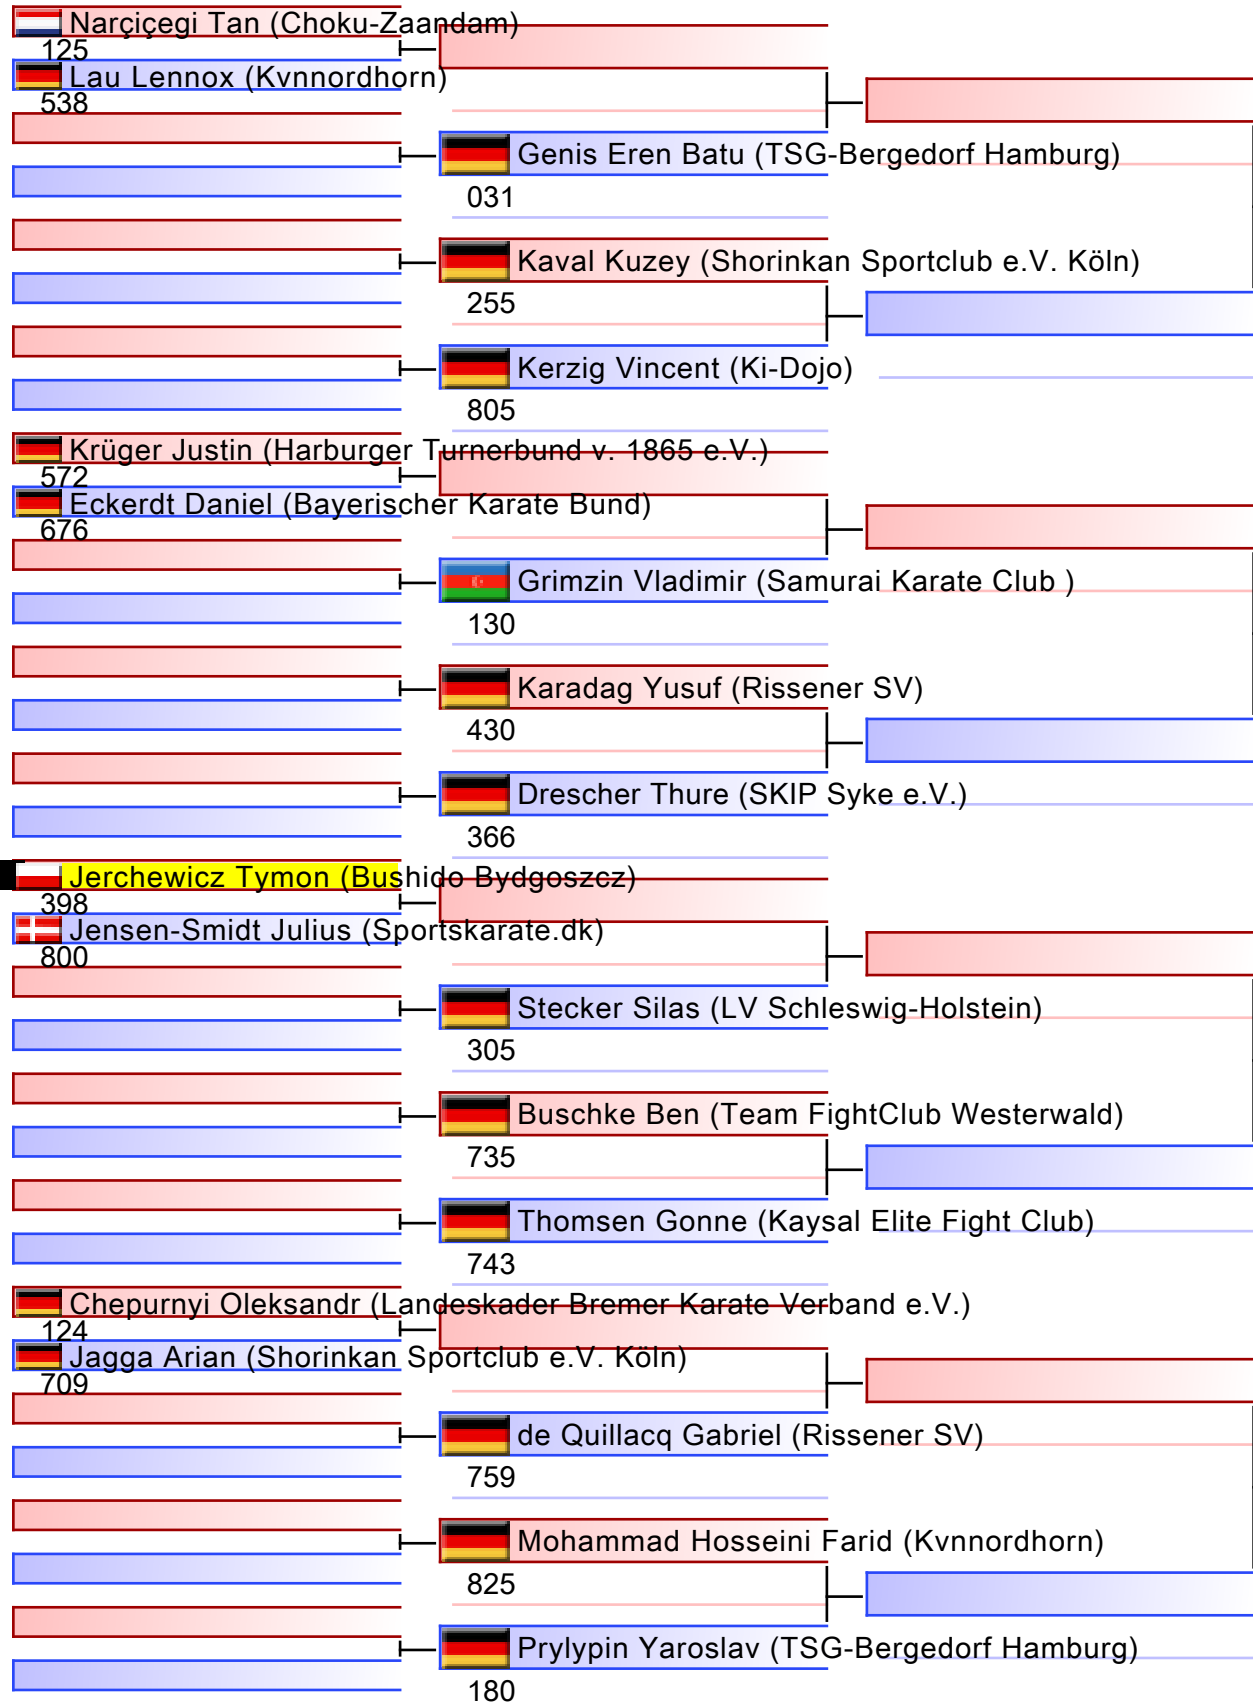 Narçiçegi Tan (Choku-Zaandam)
125
Lau Lennox (Kvnnordhorn)
538
Genis Eren Batu (TSG-Bergedorf Hamburg)
031
Kaval Kuzey (Shorinkan Sportclub e.V. Köln)
255
Kerzig Vincent (Ki-Dojo)
805
Krüger Justin (Harburger Turnerbund v. 1865 e.V.)
572
Eckerdt Daniel (Bayerischer Karate Bund)
676
Grimzin Vladimir (Samurai Karate Club )
130
Karadag Yusuf (Rissener SV)
430
Drescher Thure (SKIP Syke e.V.)
366
Jerchewicz Tymon (Bushido Bydgoszcz)
398
Jensen-Smidt Julius (Sportskarate.dk)
800
Stecker Silas (LV Schleswig-Holstein)
305
Buschke Ben (Team FightClub Westerwald)
735
Thomsen Gonne (Kaysal Elite Fight Club)
743
Chepurnyi Oleksandr (Landeskader Bremer Karate Verband e.V.)
124
Jagga Arian (Shorinkan Sportclub e.V. Köln)
709
de Quillacq Gabriel (Rissener SV)
759
Mohammad Hosseini Farid (Kvnnordhorn)
825
Prylypin Yaroslav (TSG-Bergedorf Hamburg)
180